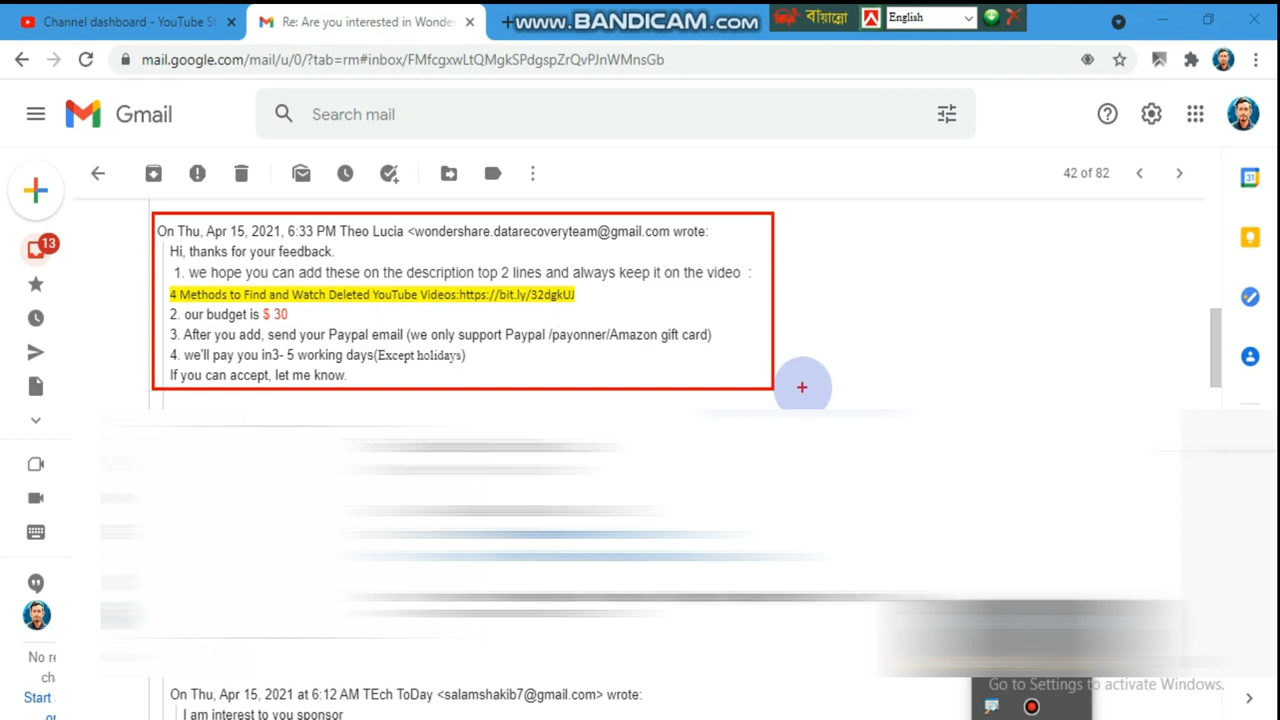 Channel dashboard - YouTube S
Re: Are you interested in Wonder
www.BANDICAM.com
বায়ান্নো
English
mail.google.com/mail/u/0/?tab=rm#inbox/FMfcgxwLtQMgkSPdgspZrQvPJnWMnsGb
Gmail
Search mail
42 of 82
31
13
On Thu, Apr 15, 2021, 6:33 PM Theo Lucia <wondershare.datarecoveryteam@gmail.com wrote:
Hi, thanks for your feedback.
1. we hope you can add these on the description top 2 lines and always keep it on the video :
4 Methods to Find and Watch Deleted YouTube Videos:https://bit.ly/32dgkUJ
2. our budget is $ 30
3. After you add, send your Paypal email (we only support Paypal /payonner/Amazon gift card)
4. we'll pay you in3- 5 working days(Except holidays)
If you can accept, let me know.
No re
ch
Start
On Thu, Apr 15, 2021 at 6:12 AM TEch ToDay <salamshakib7@gmail.com> wrote:
I am interest to you sponsor
Go to Settings to activate Windows.